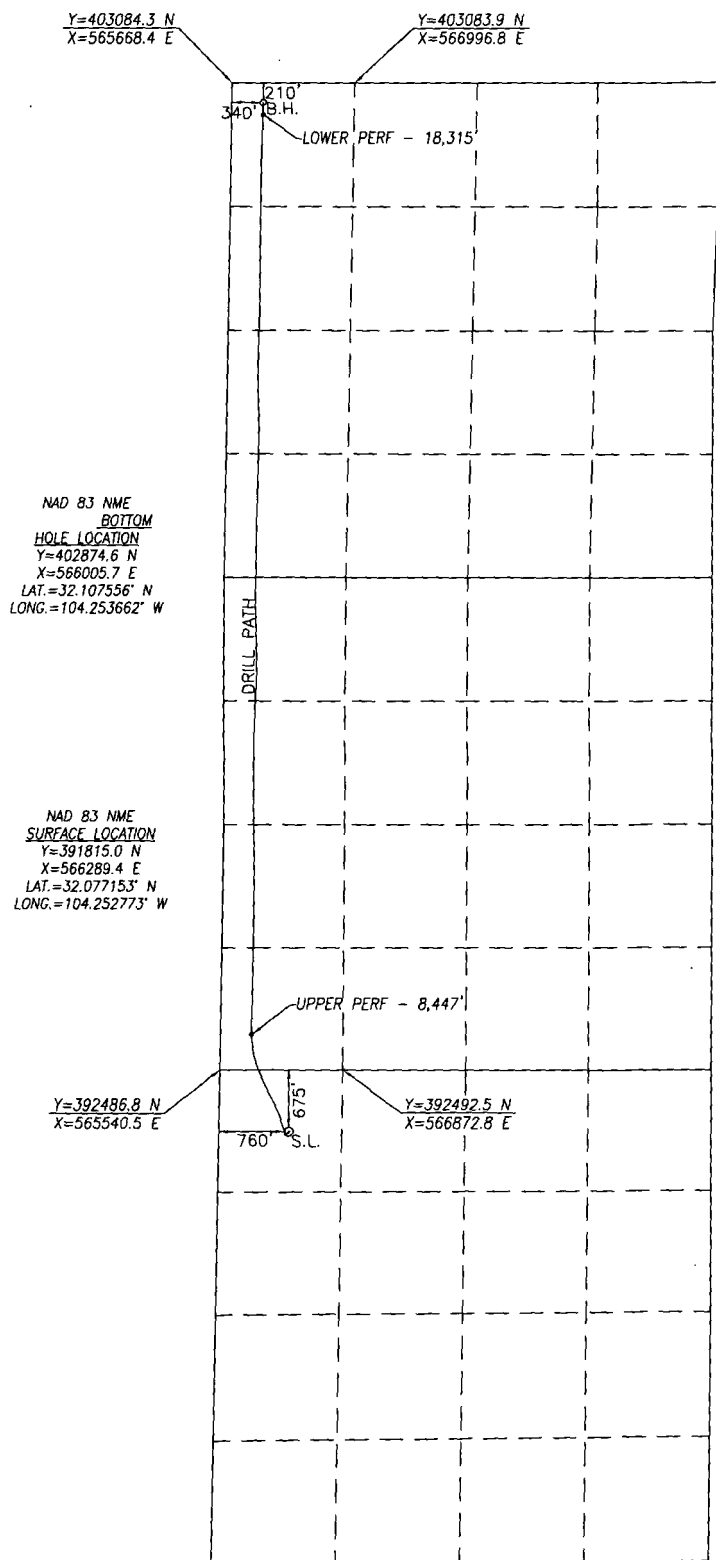 Y=403084.3 N
X=565668.4 E
Y=403083.9 N
X=566996.8 E
210'
340'
B.H.
LOWER PERF - 18,315'
NAD 83 NME
BOTTOM
HOLE LOCATION
Y=402874.6 N
X=566005.7 E
LAT.=32.107556° N
LONG.=104.253662° W
DRILL PATH
NAD 83 NME
SURFACE LOCATION
Y=391815.0 N
X=566289.4 E
LAT.=32.077153° N
LONG.=104.252773° W
UPPER PERF - 8,447'
Y=392486.8 N
X=565540.5 E
675'
Y=392492.5 N
X=566872.8 E
760'
S.L.